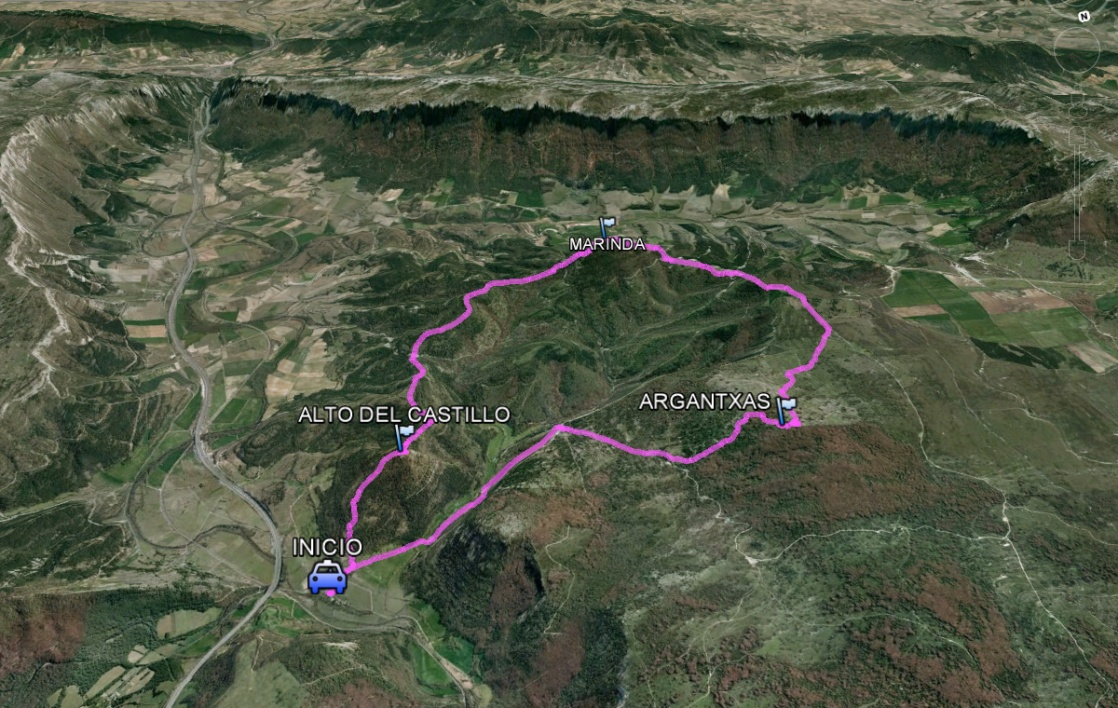 N
MARINDA
ARGANTXAS
ALTO DEL CASTILLO
INICIO